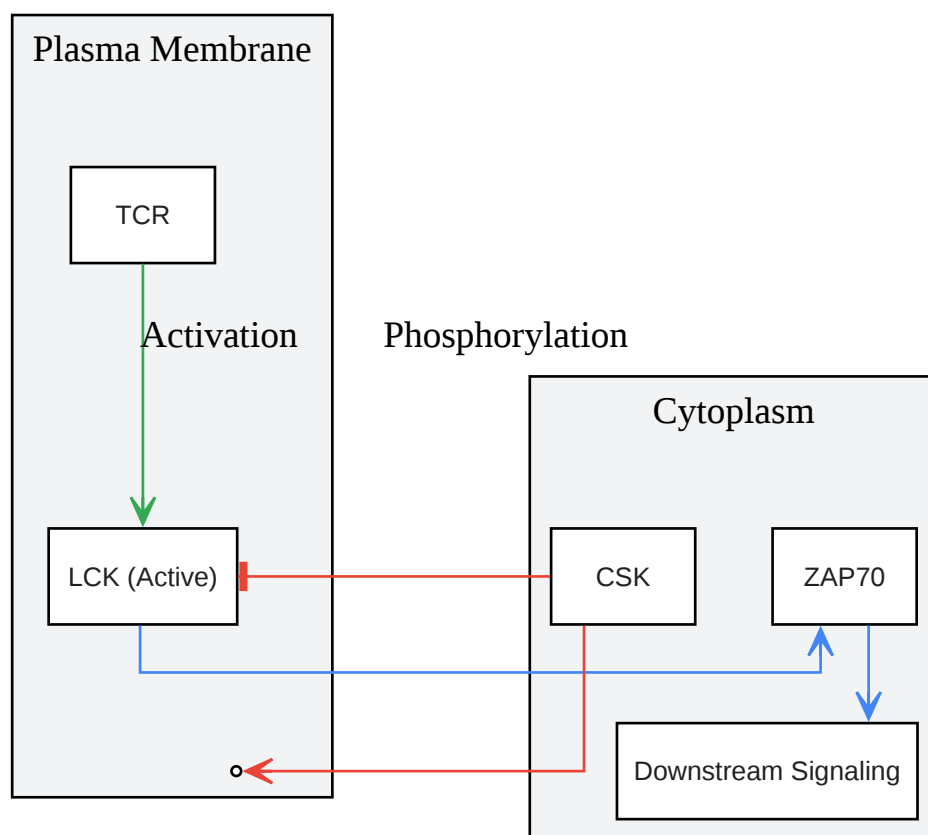 Plasma Membrane
TCR
Activation
Phosphorylation
Cytoplasm
LCK (Active)
CSK
ZAP70
Downstream Signaling